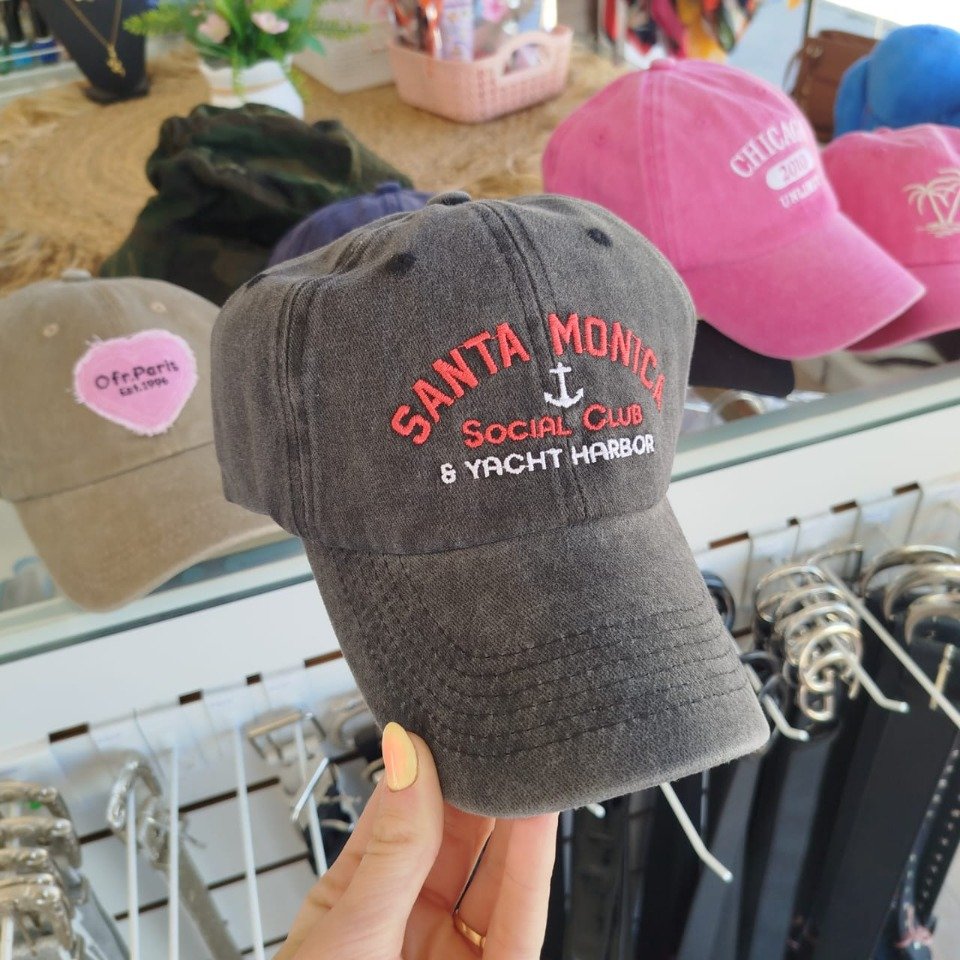 SANTA MONICA
SOCIAL CLUB
& YACHT HARBOR
Ofr.Paris
EST.1996
CHICAGO
2010